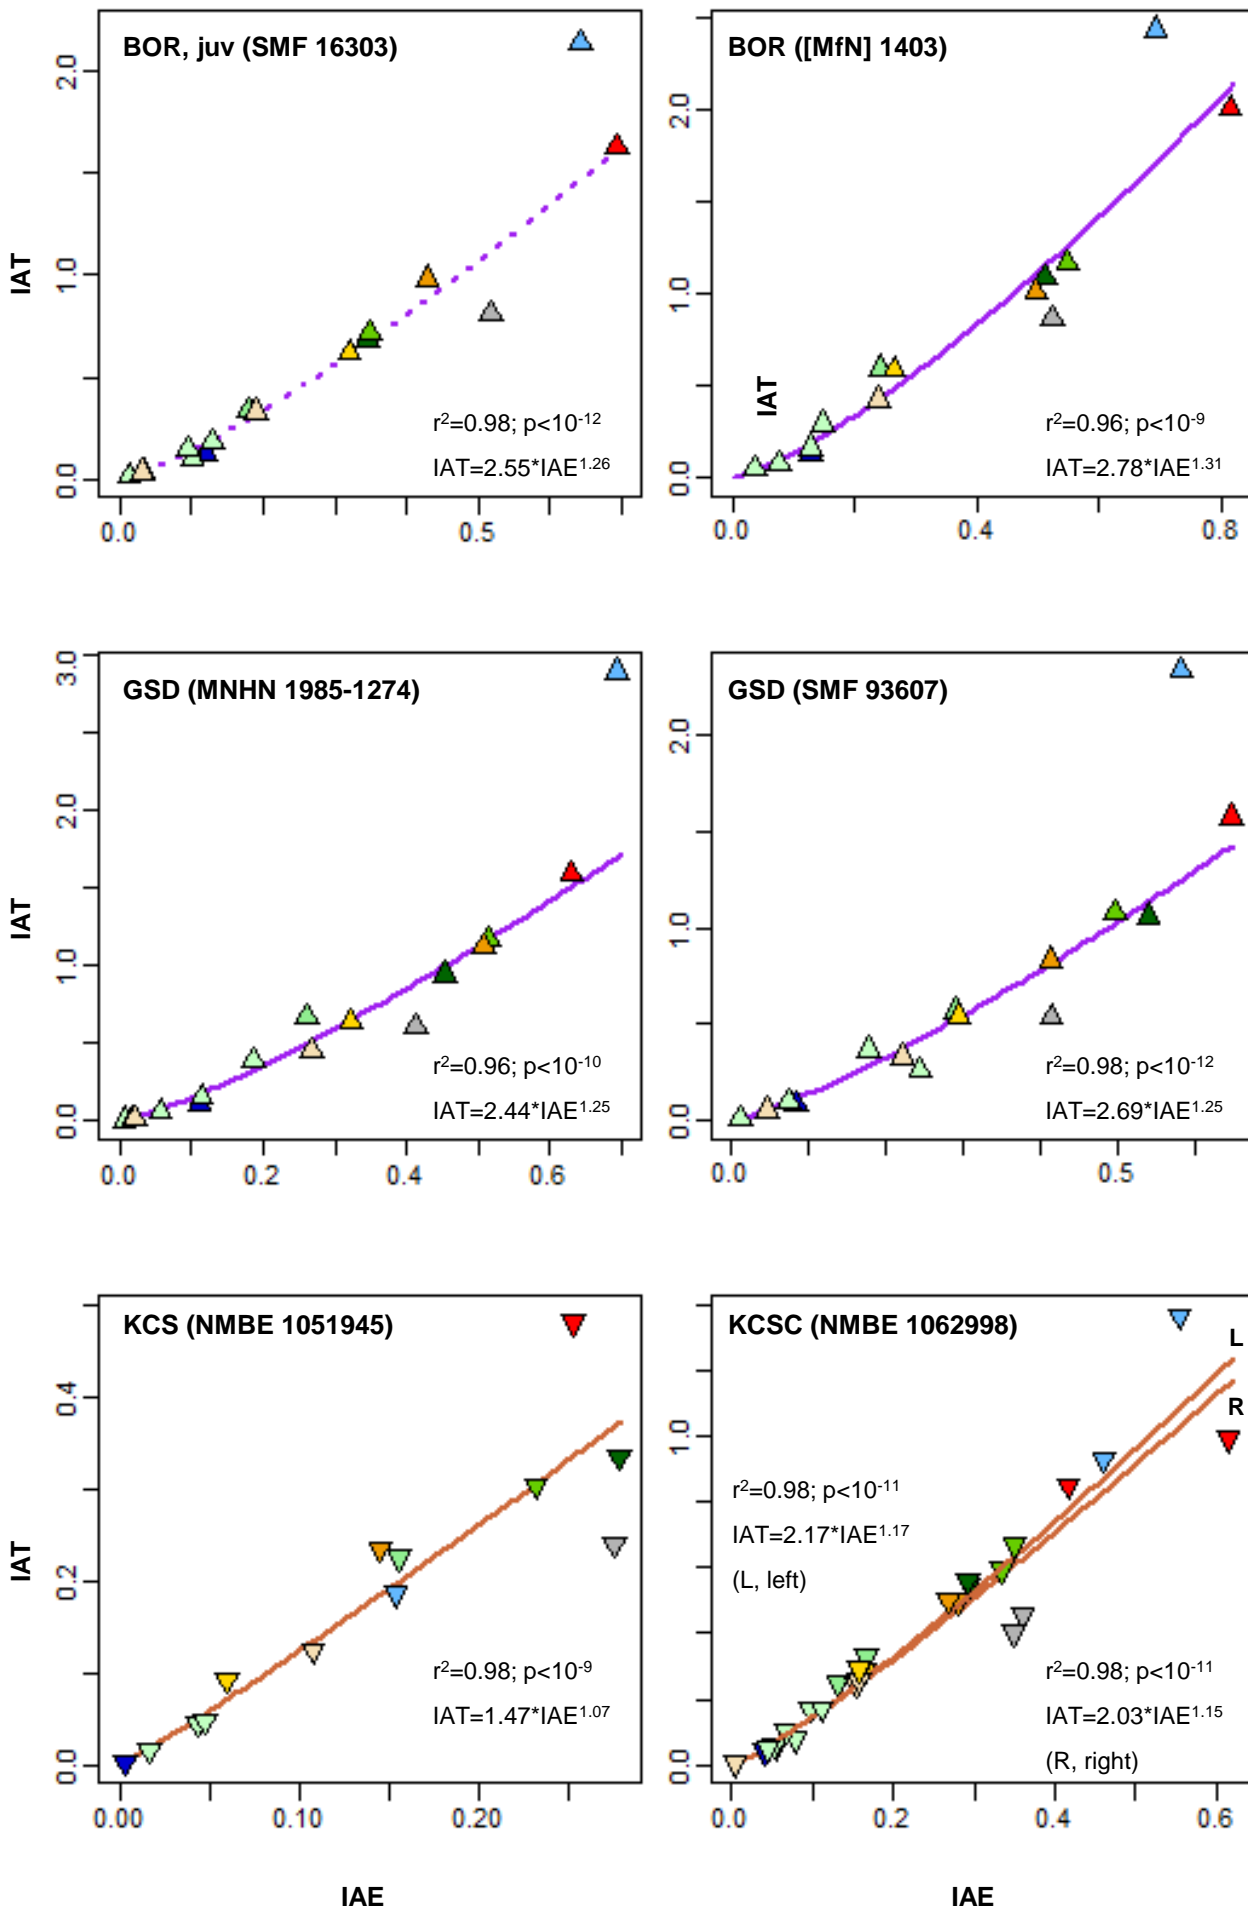 BOR, juv (SMF 16303)
IAT
2.0
1.0
0.0
r²=0.98; p<10⁻¹²
IAT=2.55*IAE¹·²⁶
0.0 0.5
BOR ([MfN] 1403)
2.0
1.0
0.0
IAT
r²=0.96; p<10⁻⁹
IAT=2.78*IAE¹·³¹
0.0 0.4 0.8
GSD (MNHN 1985-1274)
IAT
3.0
2.0
1.0
0.0
r²=0.96; p<10⁻¹⁰
IAT=2.44*IAE¹·²⁵
0.0 0.2 0.4 0.6
GSD (SMF 93607)
2.0
1.0
0.0
r²=0.98; p<10⁻¹²
IAT=2.69*IAE¹·²⁵
0.0 0.5
KCS (NMBE 1051945)
IAT
0.4
0.2
0.0
r²=0.98; p<10⁻⁹
IAT=1.47*IAE¹·⁰⁷
0.00 0.10 0.20
IAE
KCSC (NMBE 1062998)
L
R
1.0
0.0
r²=0.98; p<10⁻¹¹
IAT=2.17*IAE¹·¹⁷
(L, left)
r²=0.98; p<10⁻¹¹
IAT=2.03*IAE¹·¹⁵
(R, right)
0.0 0.2 0.4 0.6
IAE